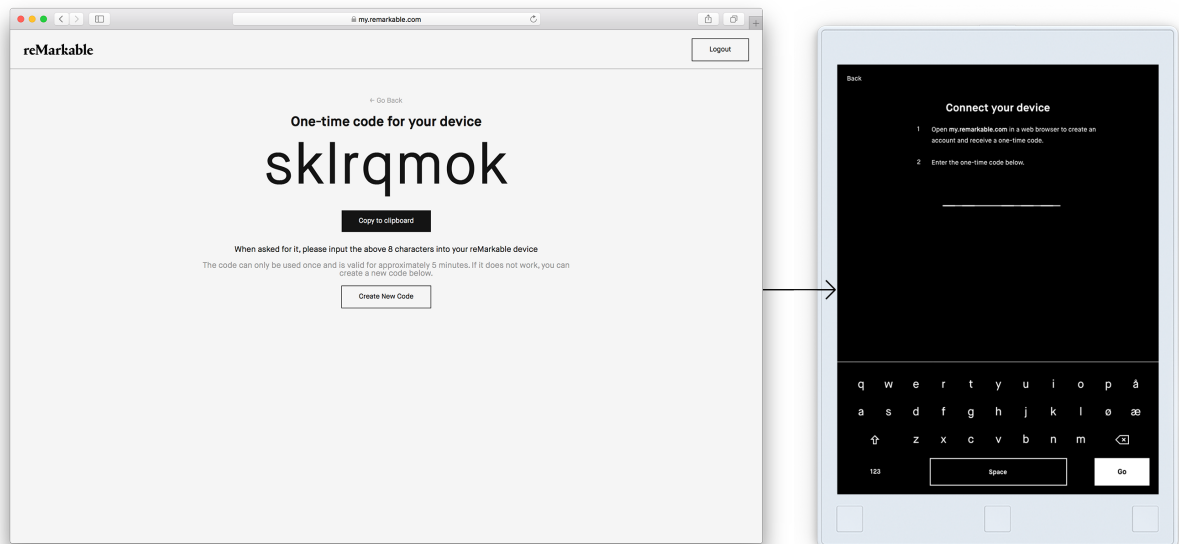 my.remarkable.com
reMarkable
Logout
← Go Back
One-time code for your device
sklrqmok
Copy to clipboard
When asked for it, please input the above 8 characters into your reMarkable device
The code can only be used once and is valid for approximately 5 minutes. If it does not work, you can
create a new code below.
Create New Code
Back
Connect your device
1 Open my.remarkable.com in a web browser to create an
account and receive a one-time code.
2 Enter the one-time code below.
q w e r t y u i o p å
a s d f g h j k l ø æ
z x c v b n m
123 Space Go